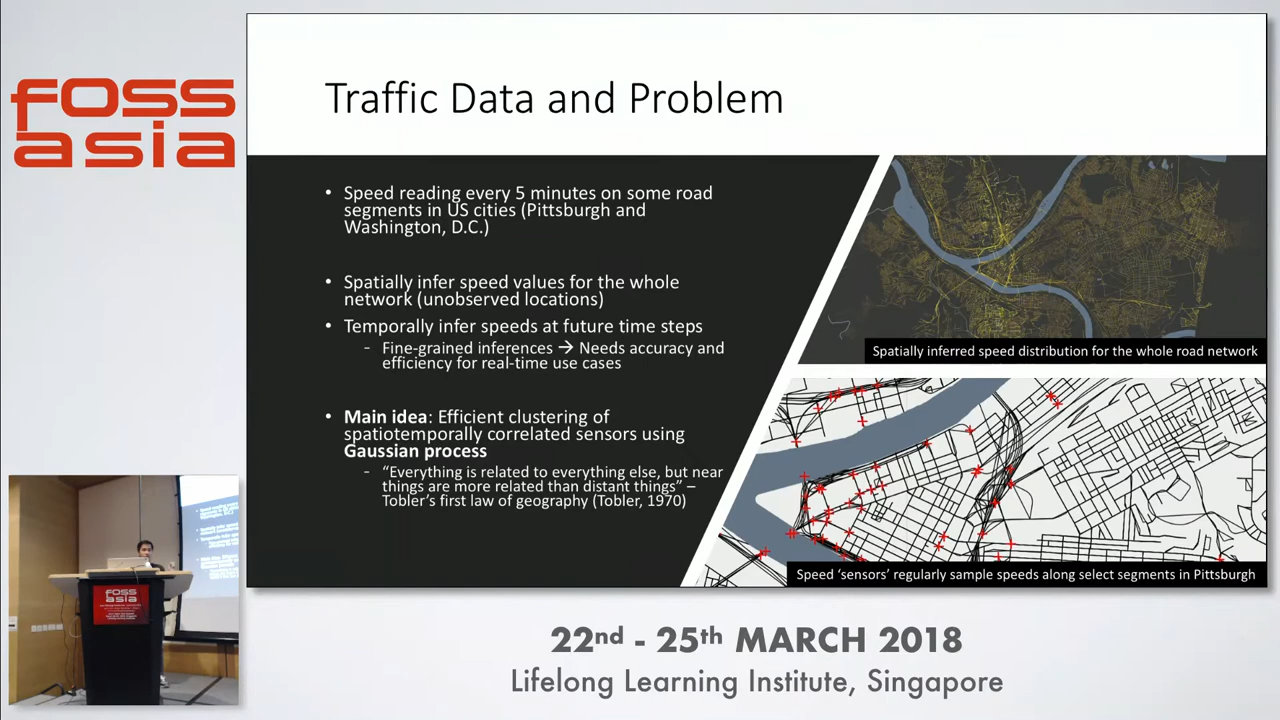 foss
asia
Traffic Data and Problem
• Speed reading every 5 minutes on some road
segments in US cities (Pittsburgh and
Washington, D.C.)
• Spatially infer speed values for the whole
network (unobserved locations)
• Temporally infer speeds at future time steps
- Fine-grained inferences → Needs accuracy and
efficiency for real-time use cases
• Main idea: Efficient clustering of
spatiotemporally correlated sensors using
Gaussian process
- “Everything is related to everything else, but near
things are more related than distant things” –
Tobler’s first law of geography (Tobler, 1970)
Spatially inferred speed distribution for the whole road network
Speed ‘sensors’ regularly sample speeds along select segments in Pittsburgh
foss
asia
22nd - 25th MARCH 2018
Lifelong Learning Institute, Singapore